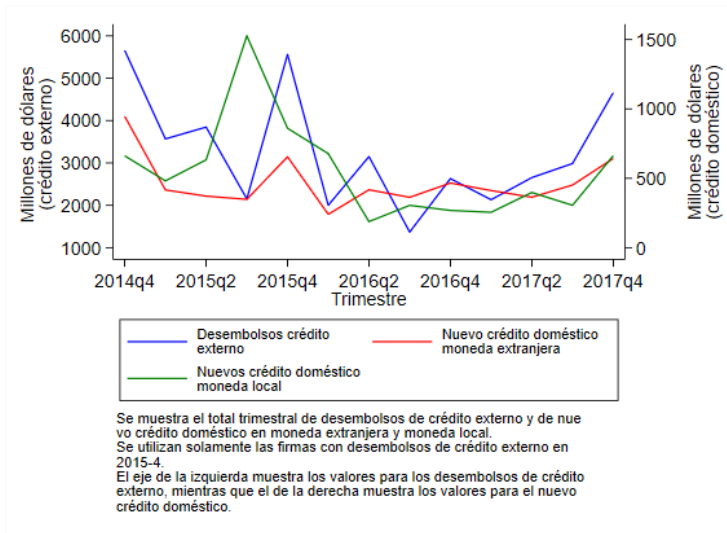 Millones de dólares
(crédito externo)
6000
5000
4000
3000
2000
1000
1500
1000
500
0
Millones de dólares
(crédito doméstico)
2014q4 2015q2 2015q4 2016q2 2016q4 2017q2 2017q4
Trimestre
Desembolsos crédito
externo
Nuevo crédito doméstico
moneda extranjera
Nuevos crédito doméstico
moneda local
Se muestra el total trimestral de desembolsos de crédito externo y de nue
vo crédito doméstico en moneda extranjera y moneda local.
Se utilizan solamente las firmas con desembolsos de crédito externo en
2015-4.
El eje de la izquierda muestra los valores para los desembolsos de crédito
externo, mientras que el de la derecha muestra los valores para el nuevo
crédito doméstico.